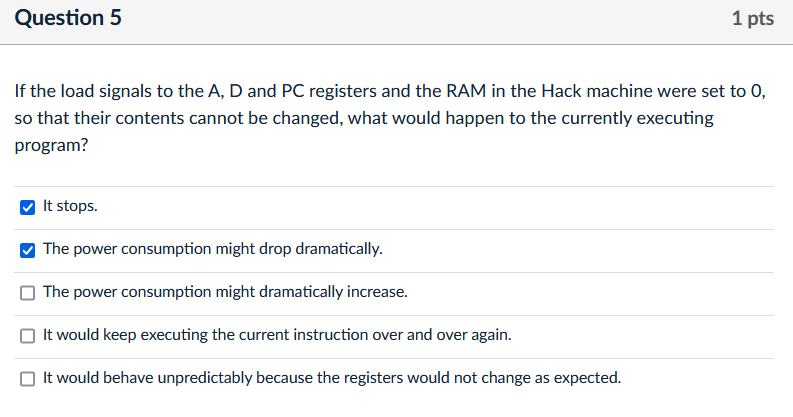 Question 5
1 pts
If the load signals to the A, D and PC registers and the RAM in the Hack machine were set to 0,
so that their contents cannot be changed, what would happen to the currently executing
program?
It stops.
The power consumption might drop dramatically.
The power consumption might dramatically increase.
It would keep executing the current instruction over and over again.
It would behave unpredictably because the registers would not change as expected.